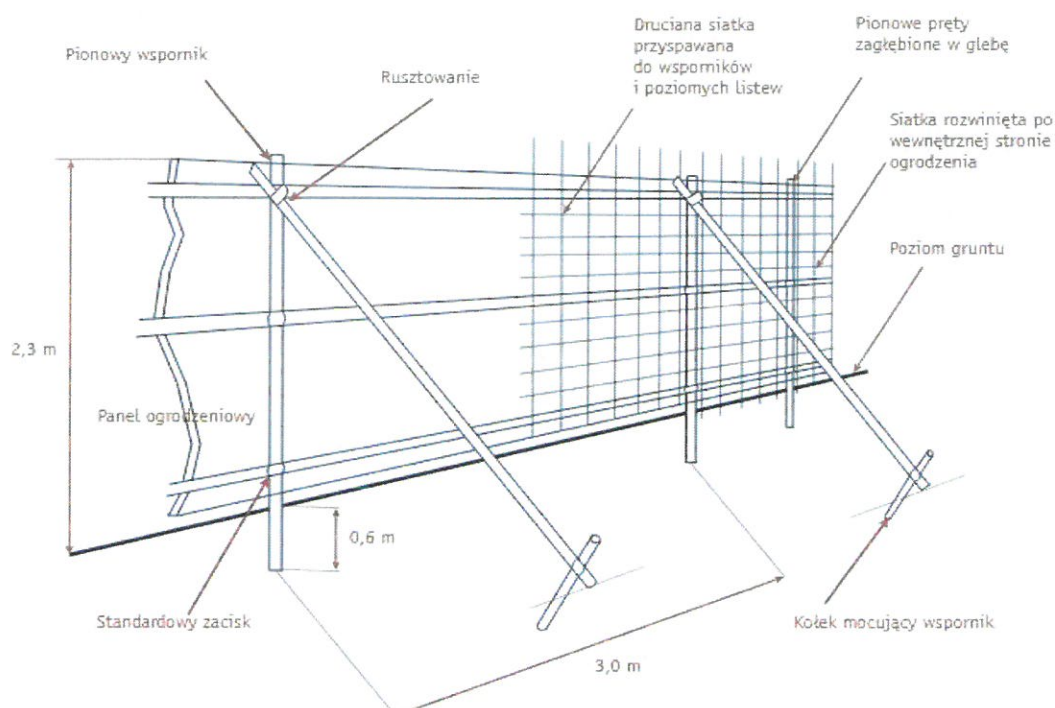 Pionowy wspornik
Rusztowanie
Druciana siatka
przyspawana
do wsporników
i poziomych listew
Pionowe pręty
zagłębione w glebę
Siatka rozwinięta po
wewnętrznej stronie
ogrodzenia
Poziom gruntu
2,3 m
Panel ogrodzeniowy
0,6 m
Standardowy zacisk
3,0 m
Kołek mocujący wspornik